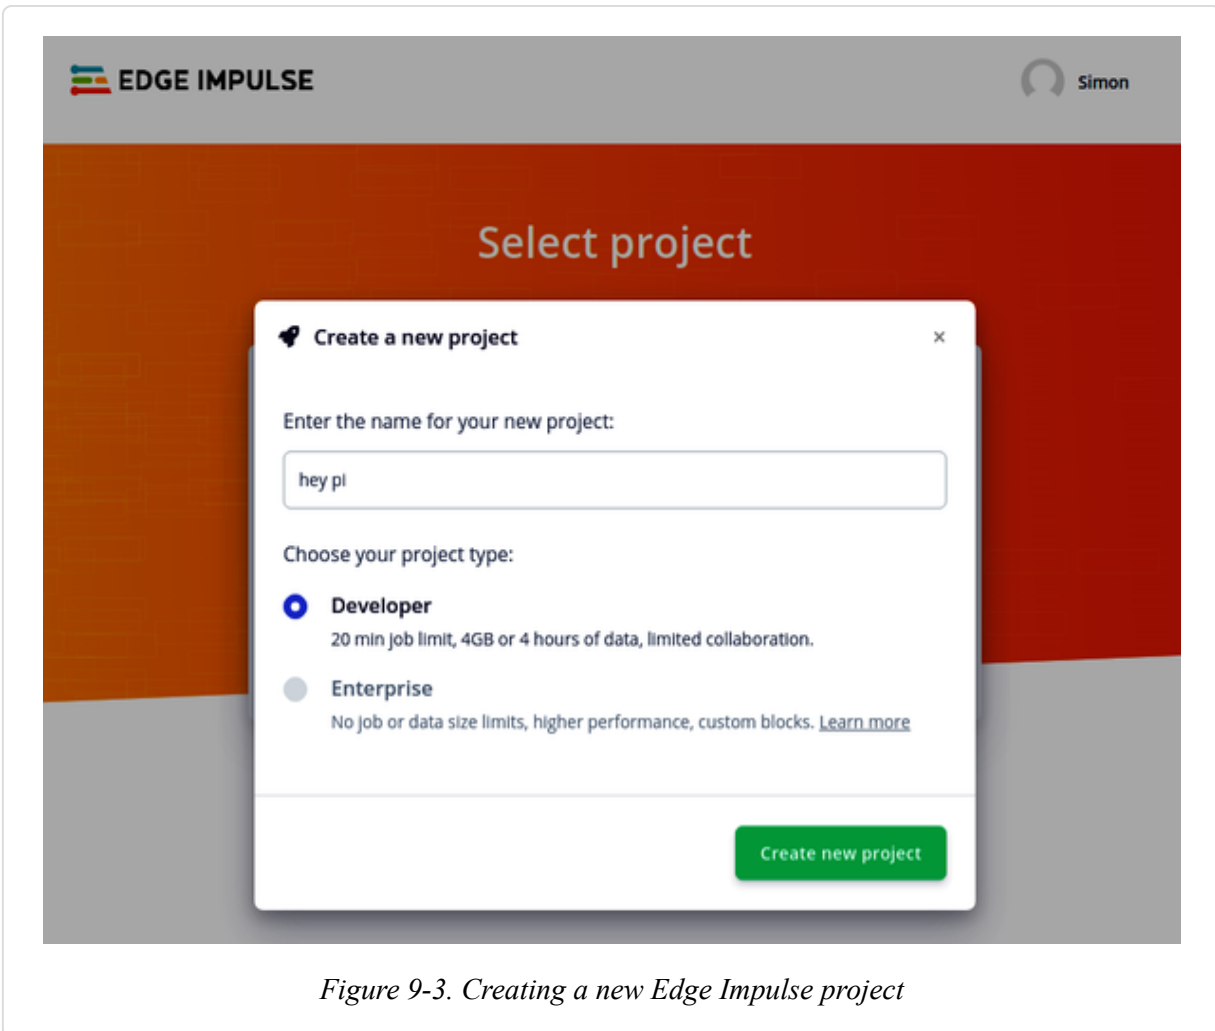 EDGE IMPULSE
Simon
Select project
Create a new project
×
Enter the name for your new project:
hey pi
Choose your project type:
Developer
20 min job limit, 4GB or 4 hours of data, limited collaboration.
Enterprise
No job or data size limits, higher performance, custom blocks. Learn more
Create new project
Figure 9-3. Creating a new Edge Impulse project